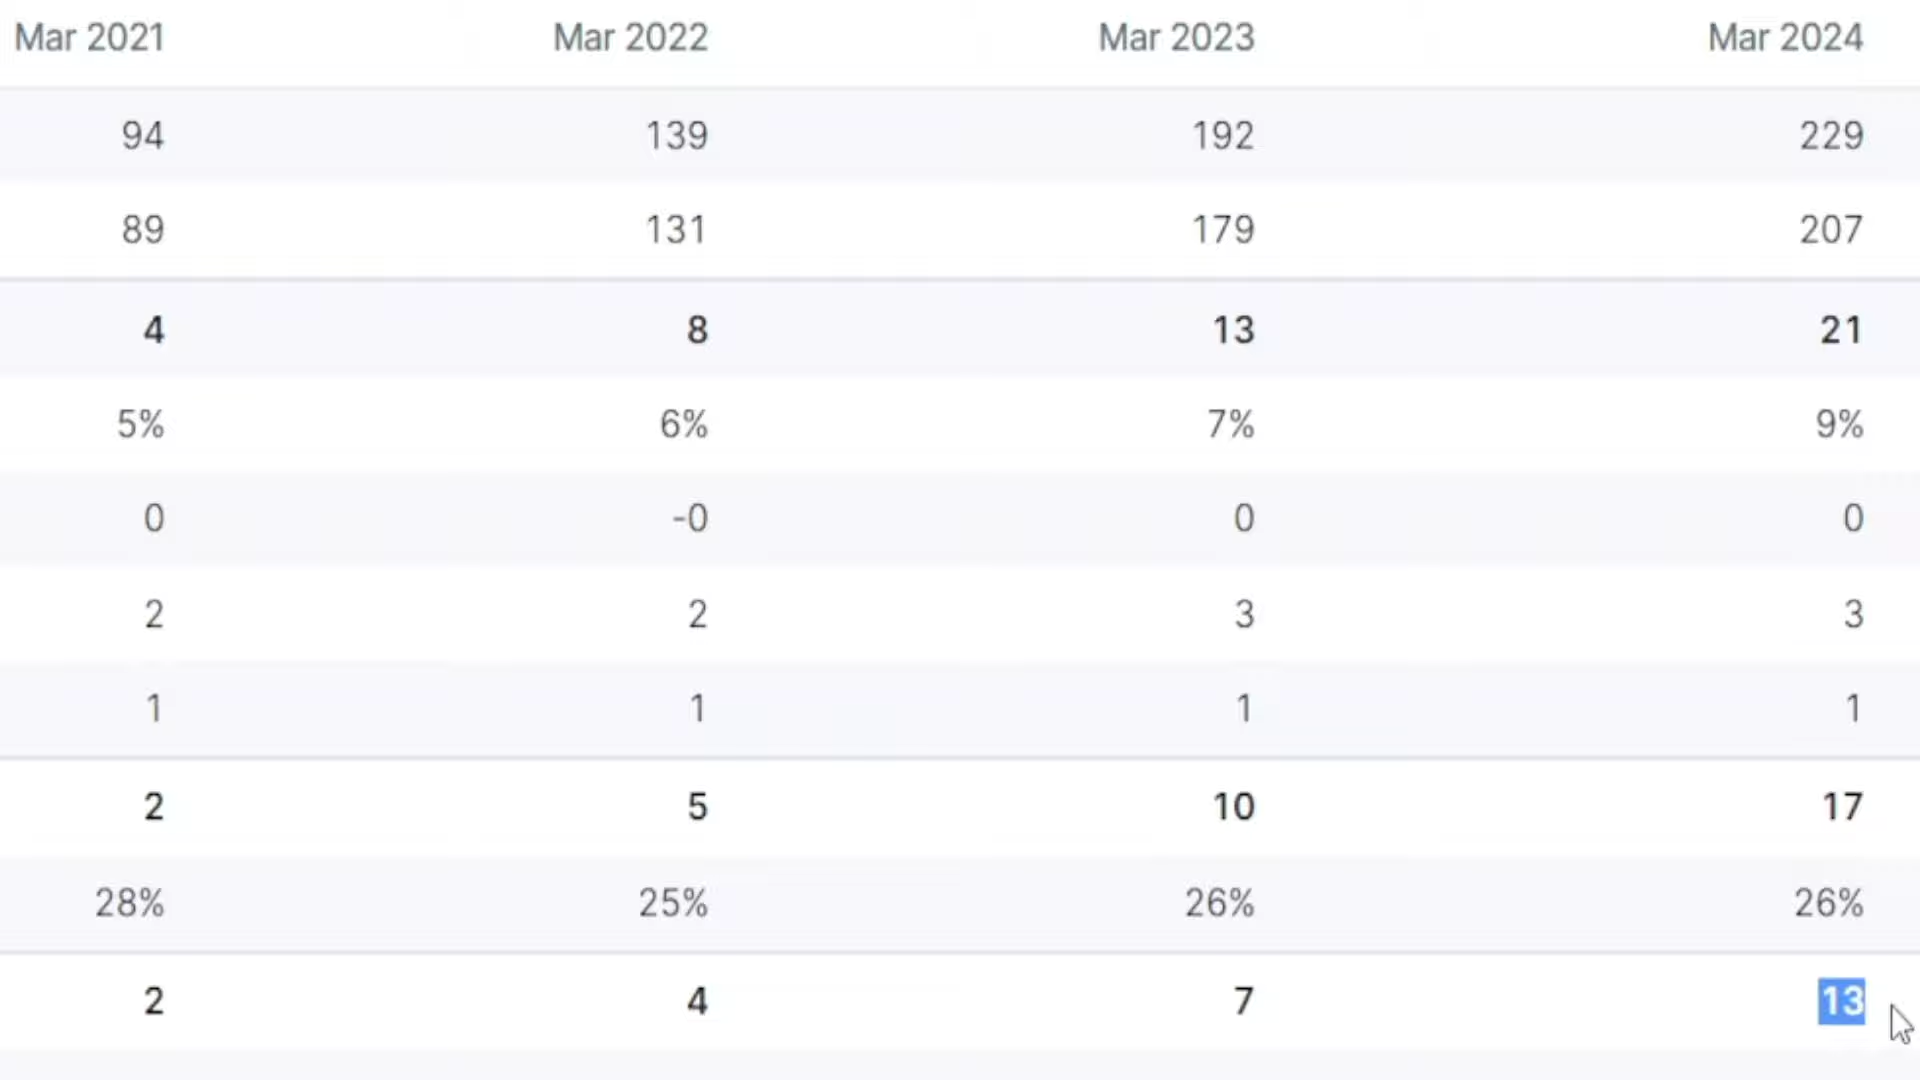 Mar 2021 Mar 2022 Mar 2023 Mar 2024
94 139 192 229
89 131 179 207
4 8 13 21
5% 6% 7% 9%
0 -0 0 0
2 2 3 3
1 1 1 1
2 5 10 17
28% 25% 26% 26%
2 4 7 13